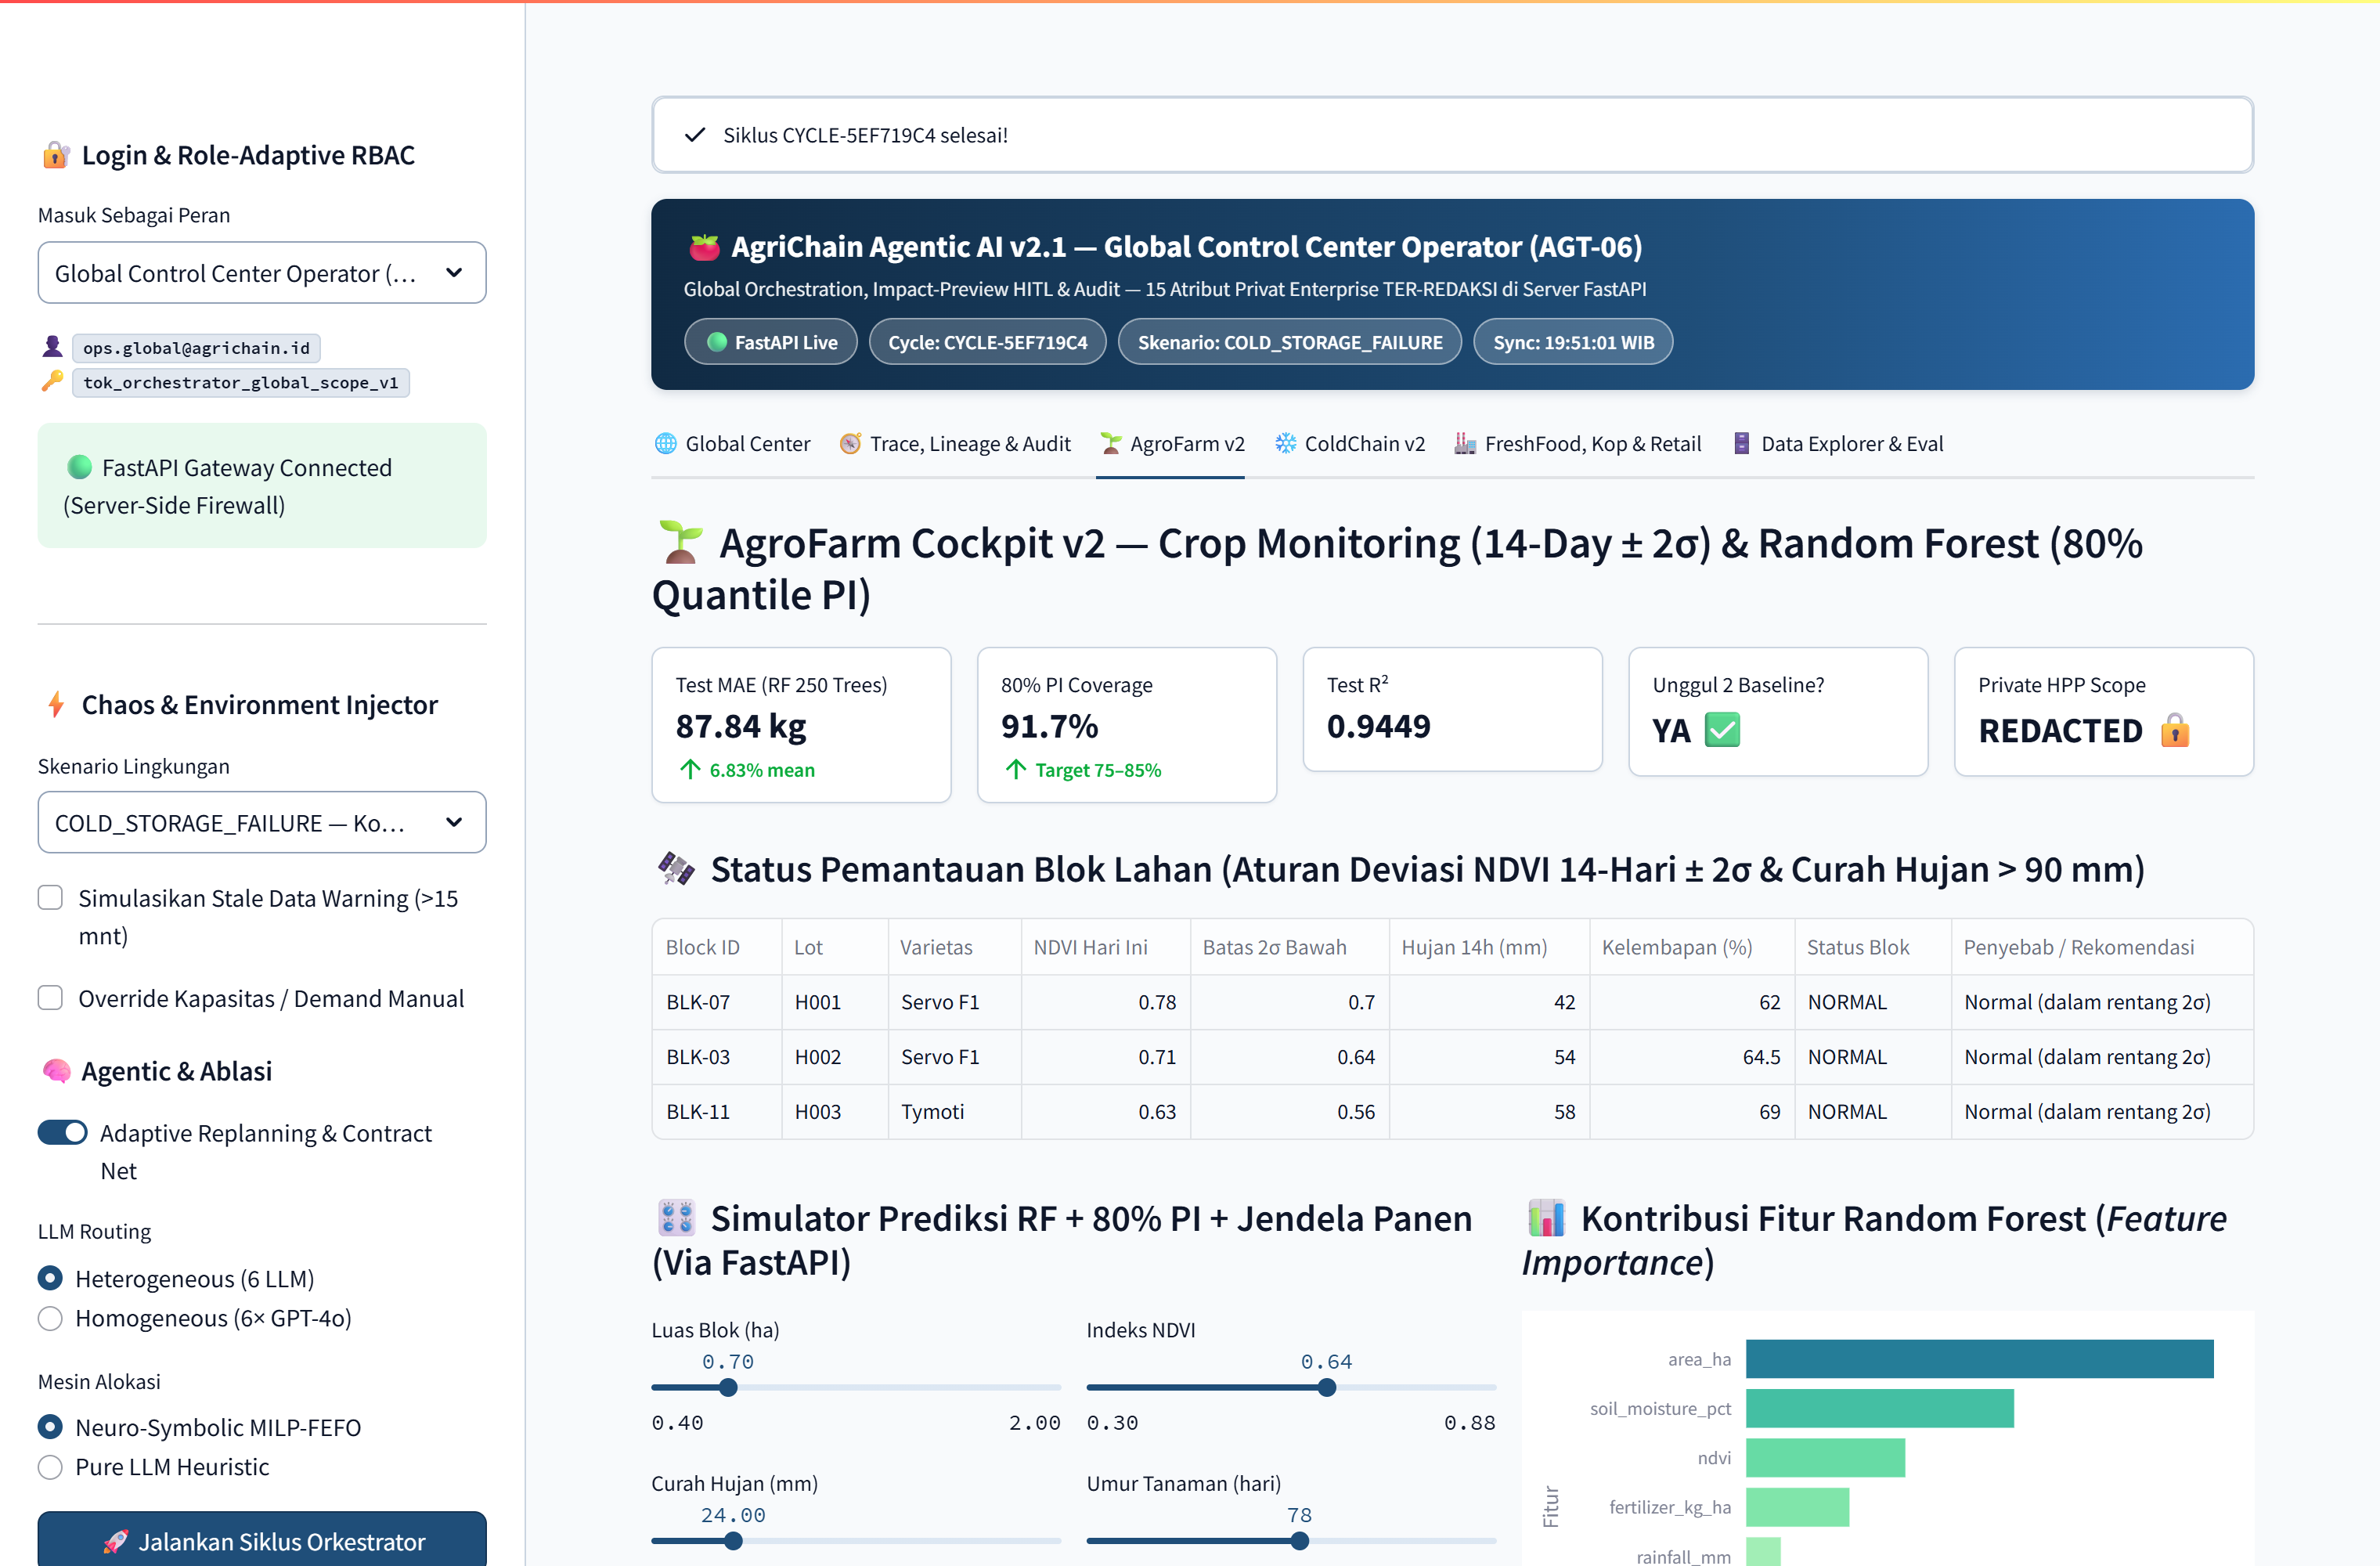 Login & Role-Adaptive RBAC
Masuk Sebagai Peran
Global Control Center Operator (...
ops.global@agrichain.id
tok_orchestrator_global_scope_v1
FastAPI Gateway Connected
(Server-Side Firewall)
Chaos & Environment Injector
Skenario Lingkungan
COLD_STORAGE_FAILURE — Ko...
Simulasikan Stale Data Warning (>15
mnt)
Override Kapasitas / Demand Manual
Agentic & Ablasi
Adaptive Replanning & Contract
Net
LLM Routing
Heterogeneous (6 LLM)
Homogeneous (6× GPT-4o)
Mesin Alokasi
Neuro-Symbolic MILP-FEFO
Pure LLM Heuristic
Jalankan Siklus Orkestrator
Siklus CYCLE-5EF719C4 selesai!
AgriChain Agentic AI v2.1 — Global Control Center Operator (AGT-06)
Global Orchestration, Impact-Preview HITL & Audit — 15 Atribut Privat Enterprise TER-REDAKSI di Server FastAPI
FastAPI Live Cycle: CYCLE-5EF719C4 Skenario: COLD_STORAGE_FAILURE Sync: 19:51:01 WIB
Global Center Trace, Lineage & Audit AgroFarm v2 ColdChain v2 FreshFood, Kop & Retail Data Explorer & Eval
AgroFarm Cockpit v2 — Crop Monitoring (14-Day ± 2σ) & Random Forest (80%
Quantile PI)
Test MAE (RF 250 Trees)
87.84 kg
6.83% mean
80% PI Coverage
91.7%
Target 75–85%
Test R²
0.9449
Unggul 2 Baseline?
YA
Private HPP Scope
REDACTED
Status Pemantauan Blok Lahan (Aturan Deviasi NDVI 14-Hari ± 2σ & Curah Hujan > 90 mm)
Block ID Lot Varietas NDVI Hari Ini Batas 2σ Bawah Hujan 14h (mm) Kelembapan (%) Status Blok Penyebab / Rekomendasi
BLK-07 H001 Servo F1 0.78 0.7 42 62 NORMAL Normal (dalam rentang 2σ)
BLK-03 H002 Servo F1 0.71 0.64 54 64.5 NORMAL Normal (dalam rentang 2σ)
BLK-11 H003 Tymoti 0.63 0.56 58 69 NORMAL Normal (dalam rentang 2σ)
Simulator Prediksi RF + 80% PI + Jendela Panen
(Via FastAPI)
Luas Blok (ha)
0.70
0.40 2.00
Indeks NDVI
0.64
0.30 0.88
Curah Hujan (mm)
24.00
Umur Tanaman (hari)
78
Kontribusi Fitur Random Forest (Feature
Importance)
Fitur
area_ha
soil_moisture_pct
ndvi
fertilizer_kg_ha
rainfall_mm